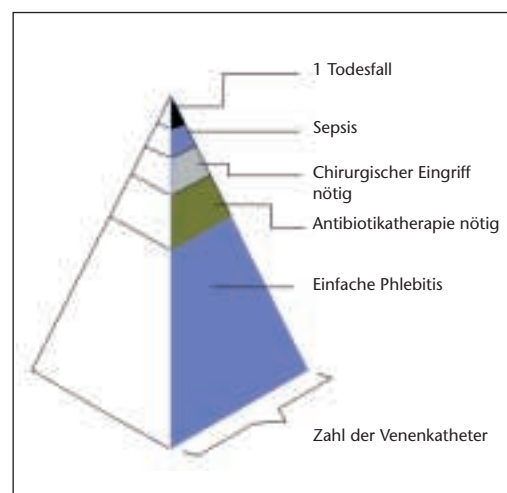 1 Todesfall
Sepsis
Chirurgischer Eingriff
nötig
Antibiotikatherapie nötig
Einfache Phlebitis
Zahl der Venenkatheter